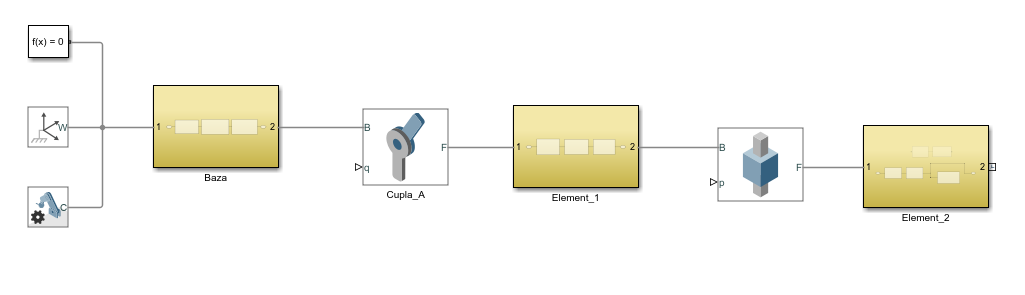 f(x) = 0
W
C
1 2
Baza
B
F
q
Cupla_A
1 2
Element_1
B
F
p
1 2
Element_2